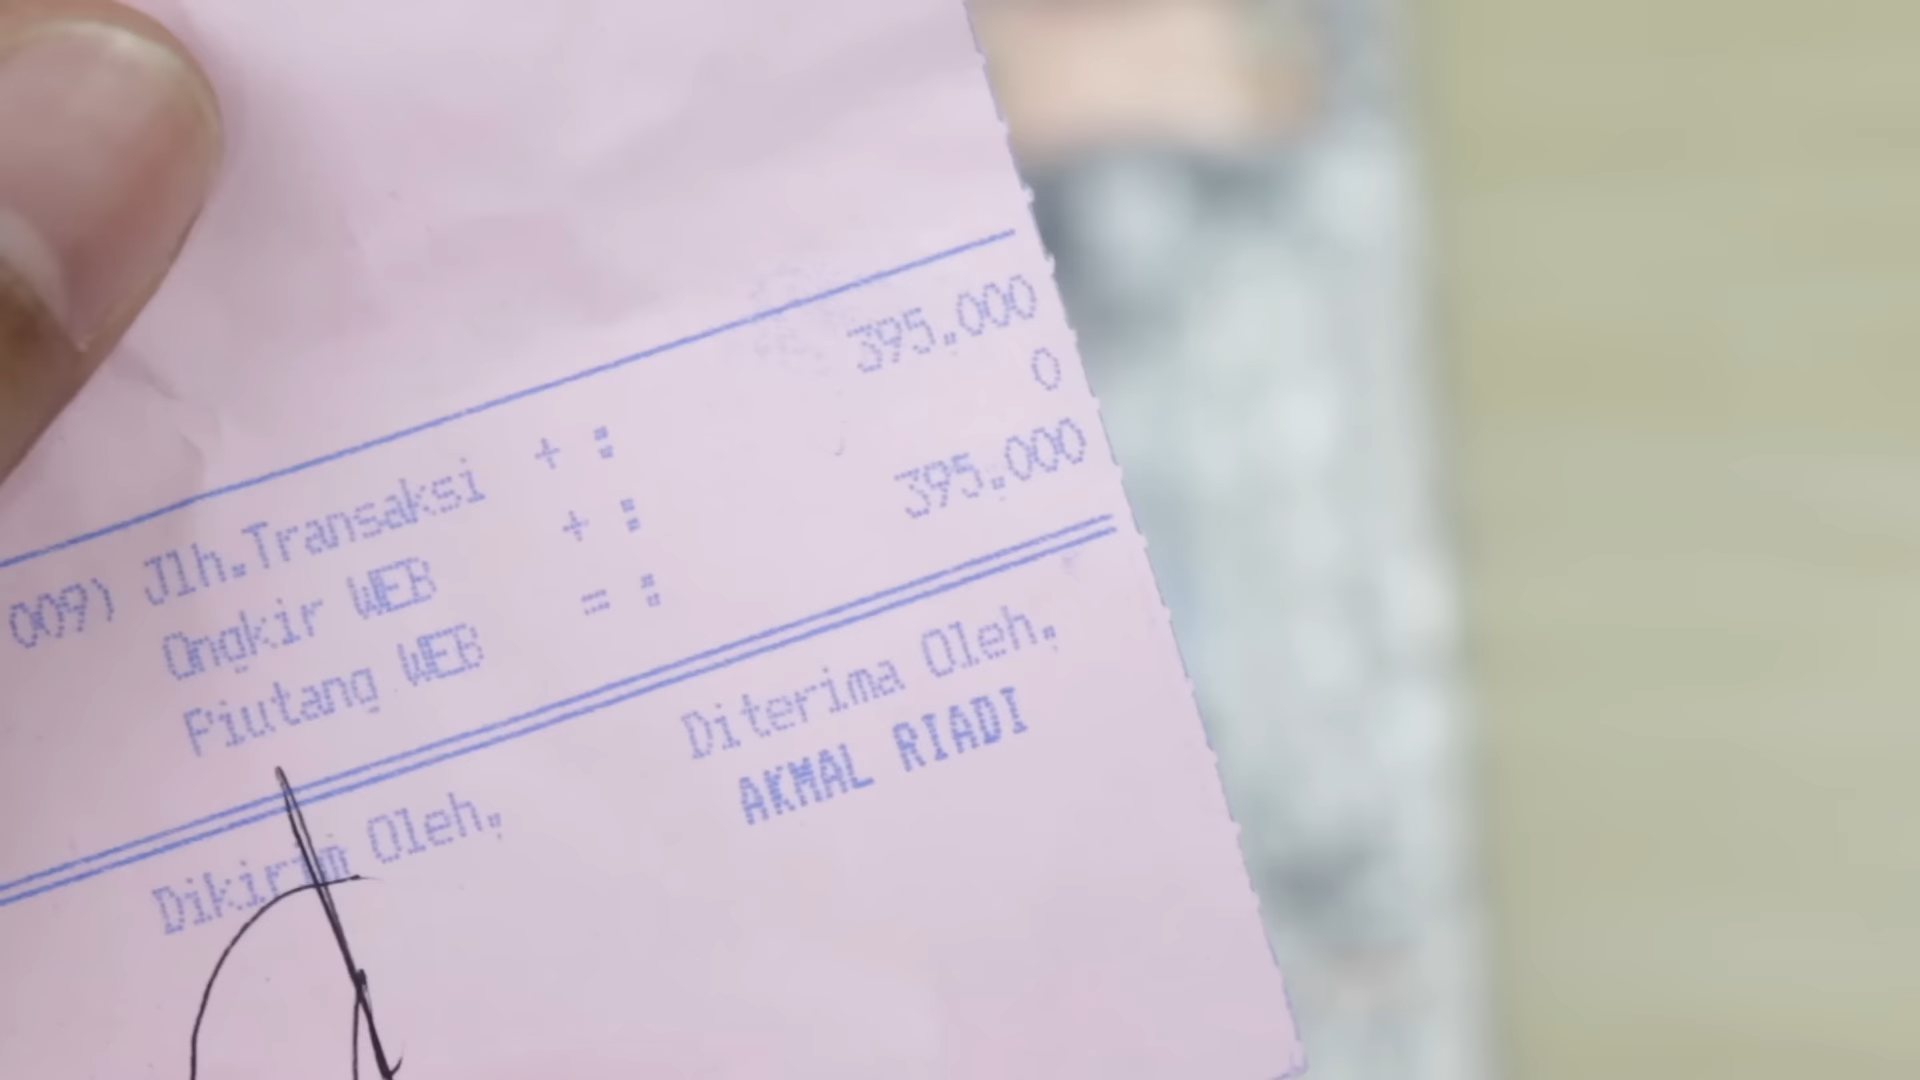 395.000
009) Jlh.Transaksi + :
0
Ongkir WEB + :
395.000
Piutang WEB = :
Diterima Oleh,
AKMAL RIADI
Dikirim Oleh,